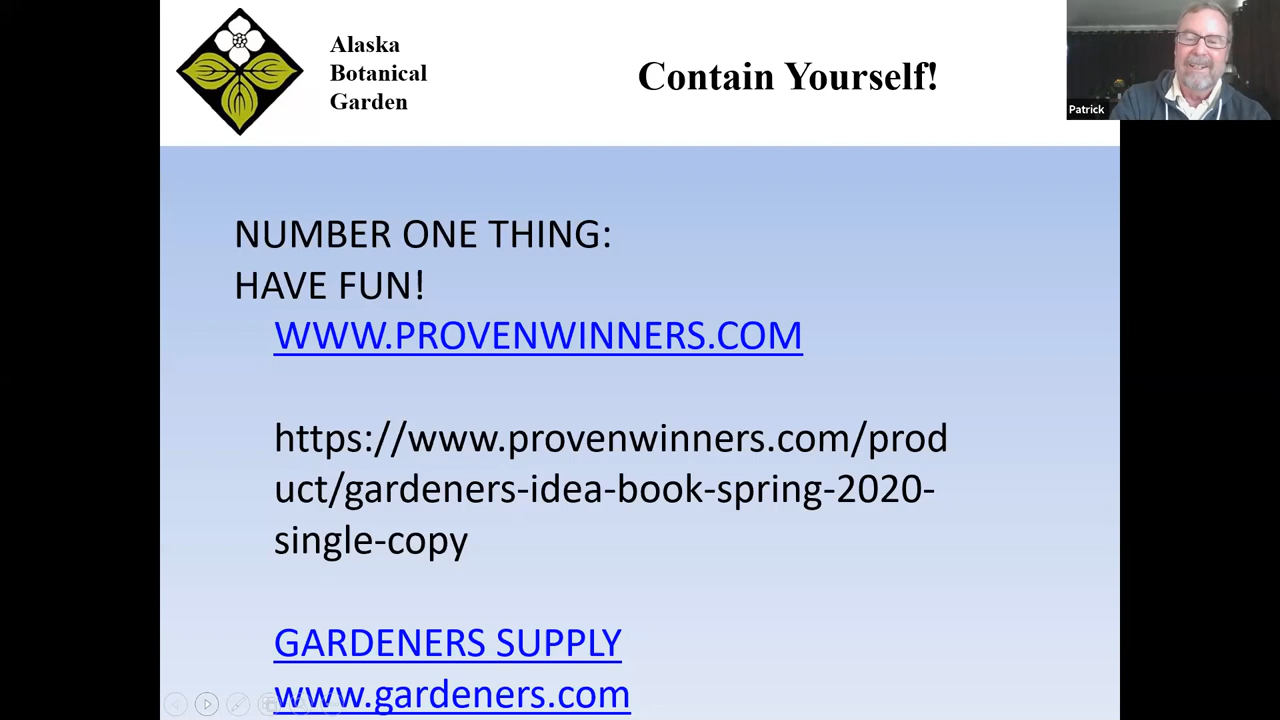 Alaska
Botanical
Garden
Contain Yourself!
Patrick
NUMBER ONE THING:
HAVE FUN!
WWW.PROVENWINNERS.COM
https://www.provenwinners.com/prod
uct/gardeners-idea-book-spring-2020-
single-copy
GARDENERS SUPPLY
www.gardeners.com